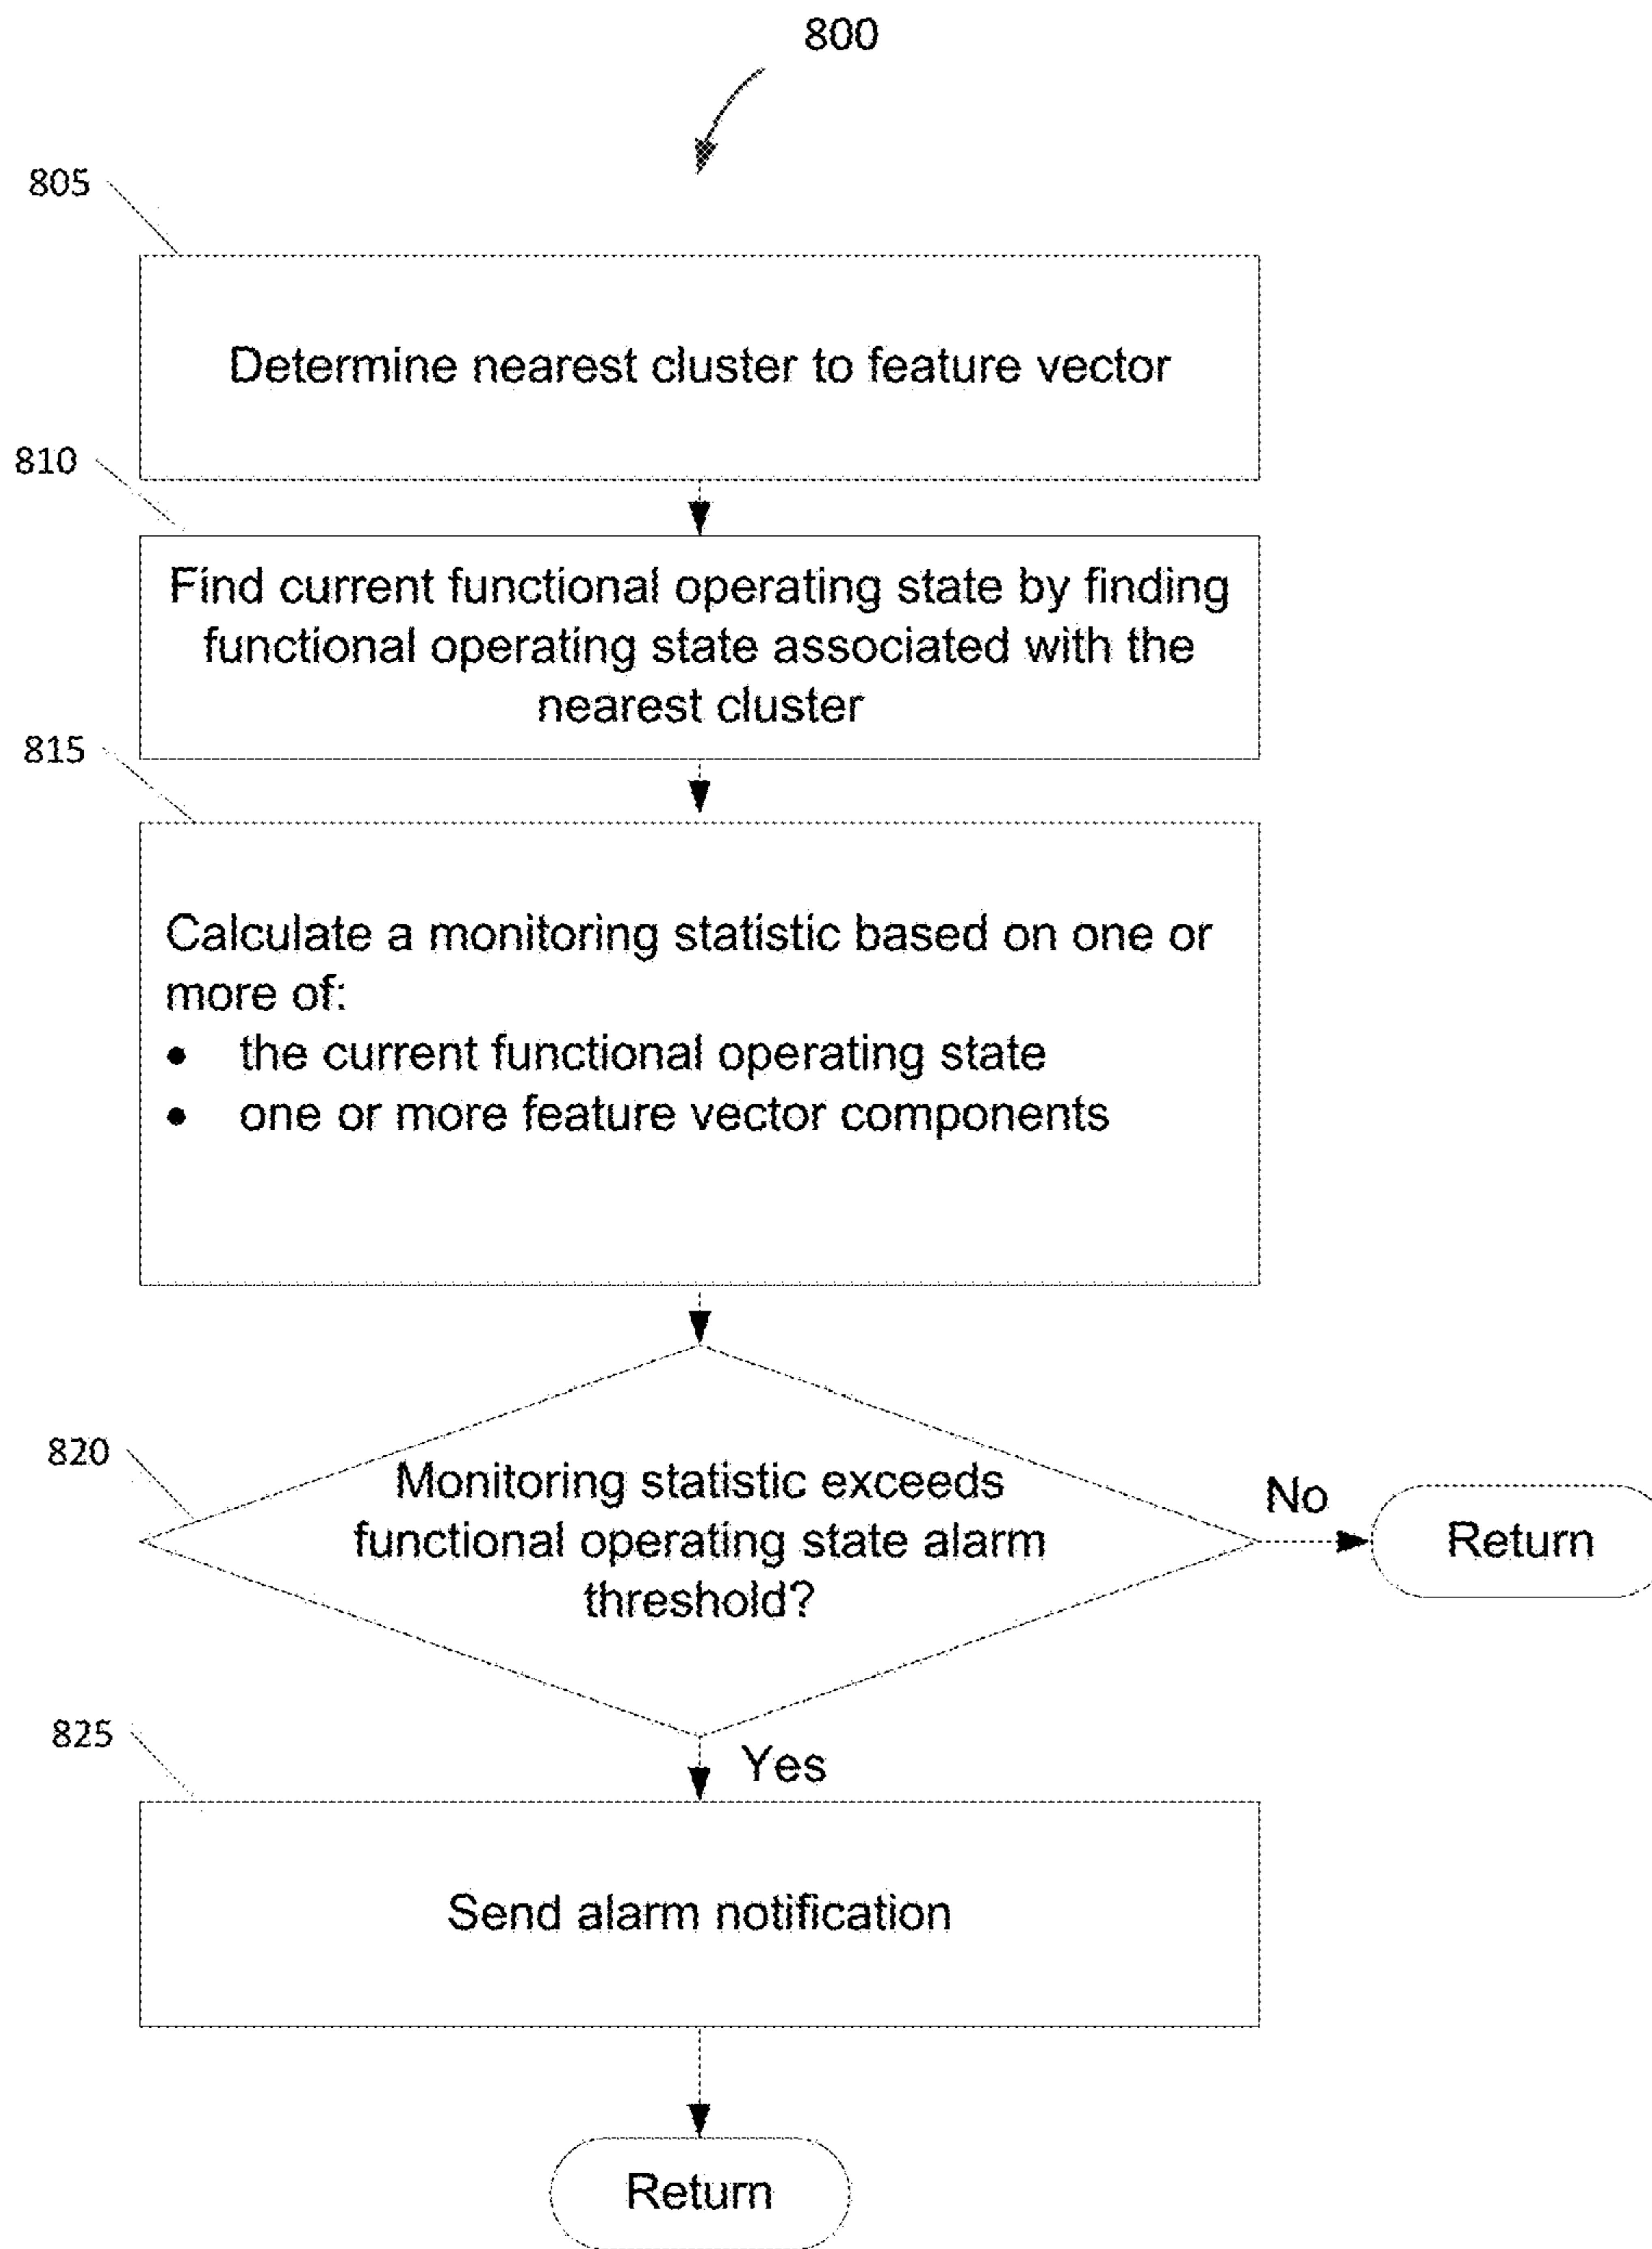 800
805
Determine nearest cluster to feature vector
810
Find current functional operating state by finding
functional operating state associated with the
nearest cluster
815
Calculate a monitoring statistic based on one or
more of:
• the current functional operating state
• one or more feature vector components
820
Monitoring statistic exceeds
functional operating state alarm
threshold?
No
Return
825
Yes
Send alarm notification
Return